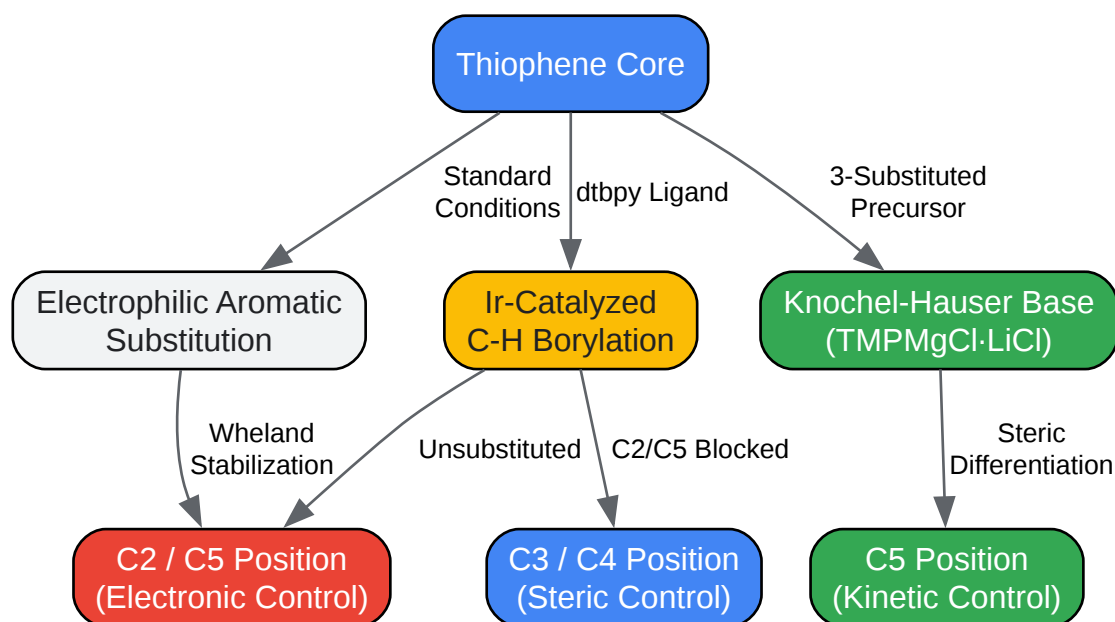 Thiophene Core
Standard
Conditions
dtbpy Ligand
3-Substituted
Precursor
Electrophilic Aromatic
Substitution
Ir-Catalyzed
C-H Borylation
Knochel-Hauser Base
(TMPMgCl·LiCl)
Wheland
Stabilization
Unsubstituted
C2/C5 Blocked
Steric
Differentiation
C2 / C5 Position
(Electronic Control)
C3 / C4 Position
(Steric Control)
C5 Position
(Kinetic Control)